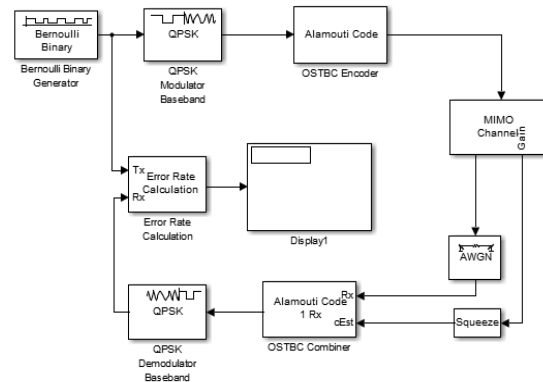 Bernoulli
Binary
Bernoulli Binary
Generator
QPSK
QPSK
Modulator
Baseband
Alamouti Code
OSTBC Encoder
MIMO
Channel
Gain
Tx
Rx
Error Rate
Calculation
Error Rate
Calculation
Display1
AWGN
QPSK
QPSK
Demodulator
Baseband
Alamouti Code
1 Rx
Rx
cEst
OSTBC Combiner
Squeeze